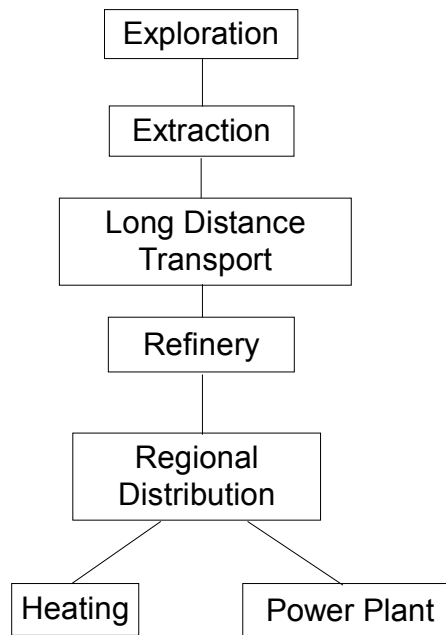 Exploration
Extraction
Long Distance
Transport
Refinery
Regional
Distribution
Heating
Power Plant